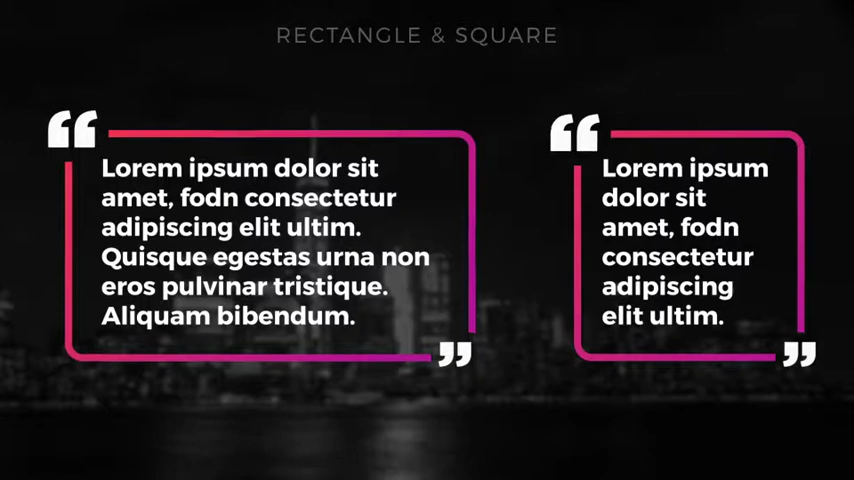 RECTANGLE & SQUARE
“
Lorem ipsum dolor sit
amet, fodn consectetur
adipiscing elit ultim.
Quisque egestas urna non
eros pulvinar tristique.
Aliquam bibendum.
”
“
Lorem ipsum
dolor sit
amet, fodn
consectetur
adipiscing
elit ultim.
”